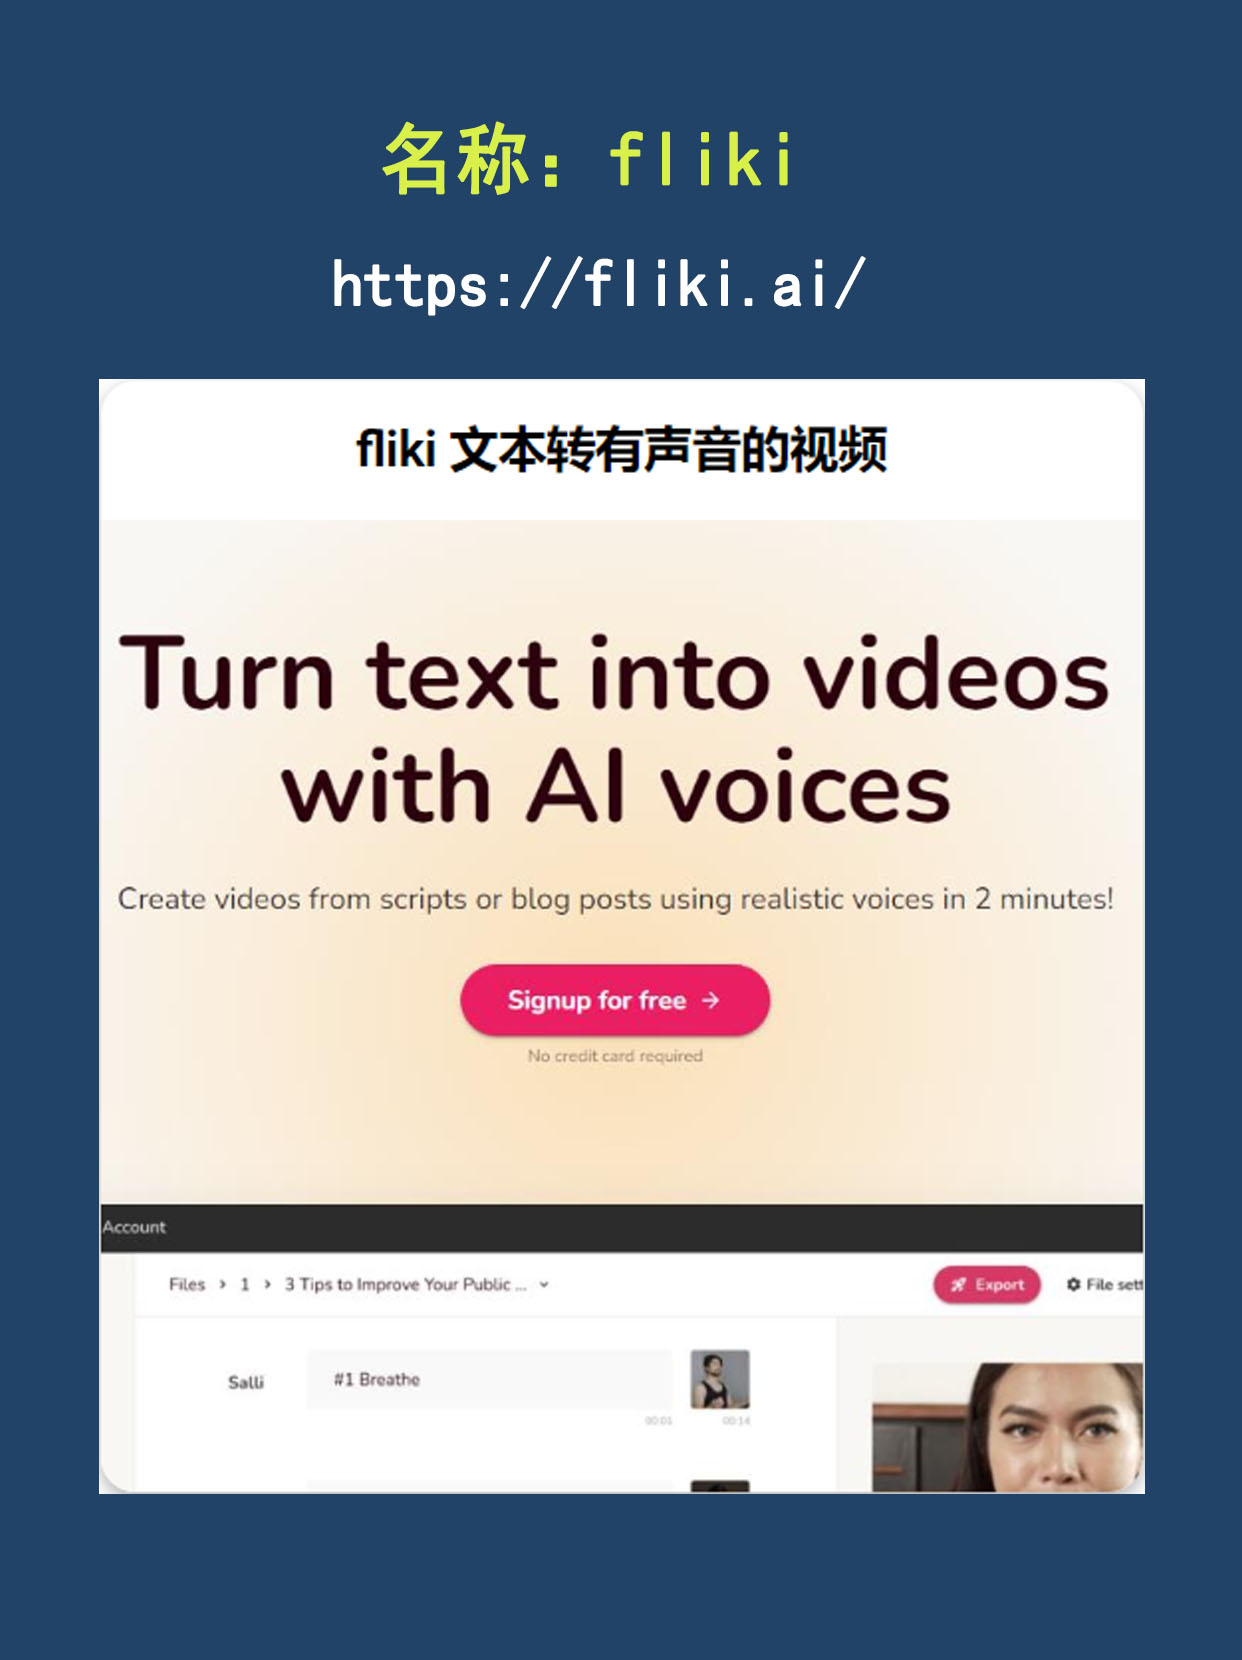 名称：fliki
https://fliki.ai/
fliki 文本转有声音的视频
Turn text into videos
with AI voices
Create videos from scripts or blog posts using realistic voices in 2 minutes!
Signup for free →
No credit card required
Account
Files > 1 > 3 Tips to Improve Your Public ...
Export
File sett
Salli
#1 Breathe
00:01
00:14